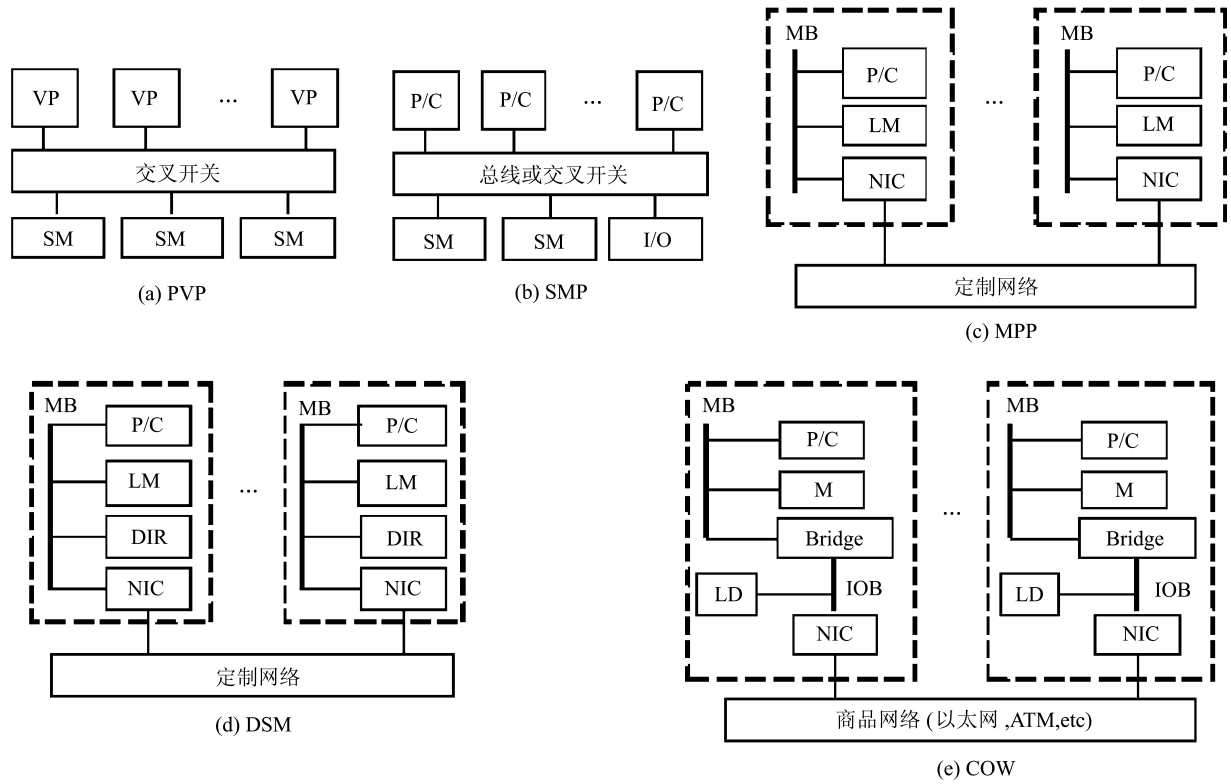 VP VP ... VP
交叉开关
SM SM SM
(a) PVP
P/C P/C ... P/C
总线或交叉开关
SM SM I/O
(b) SMP
MB
P/C
LM
NIC
...
MB
P/C
LM
NIC
定制网络
(c) MPP
MB
P/C
LM
DIR
NIC
...
MB
P/C
LM
DIR
NIC
定制网络
(d) DSM
MB
P/C
M
Bridge
LD IOB
NIC
...
MB
P/C
M
Bridge
LD IOB
NIC
商品网络 (以太网 ,ATM,etc)
(e) COW